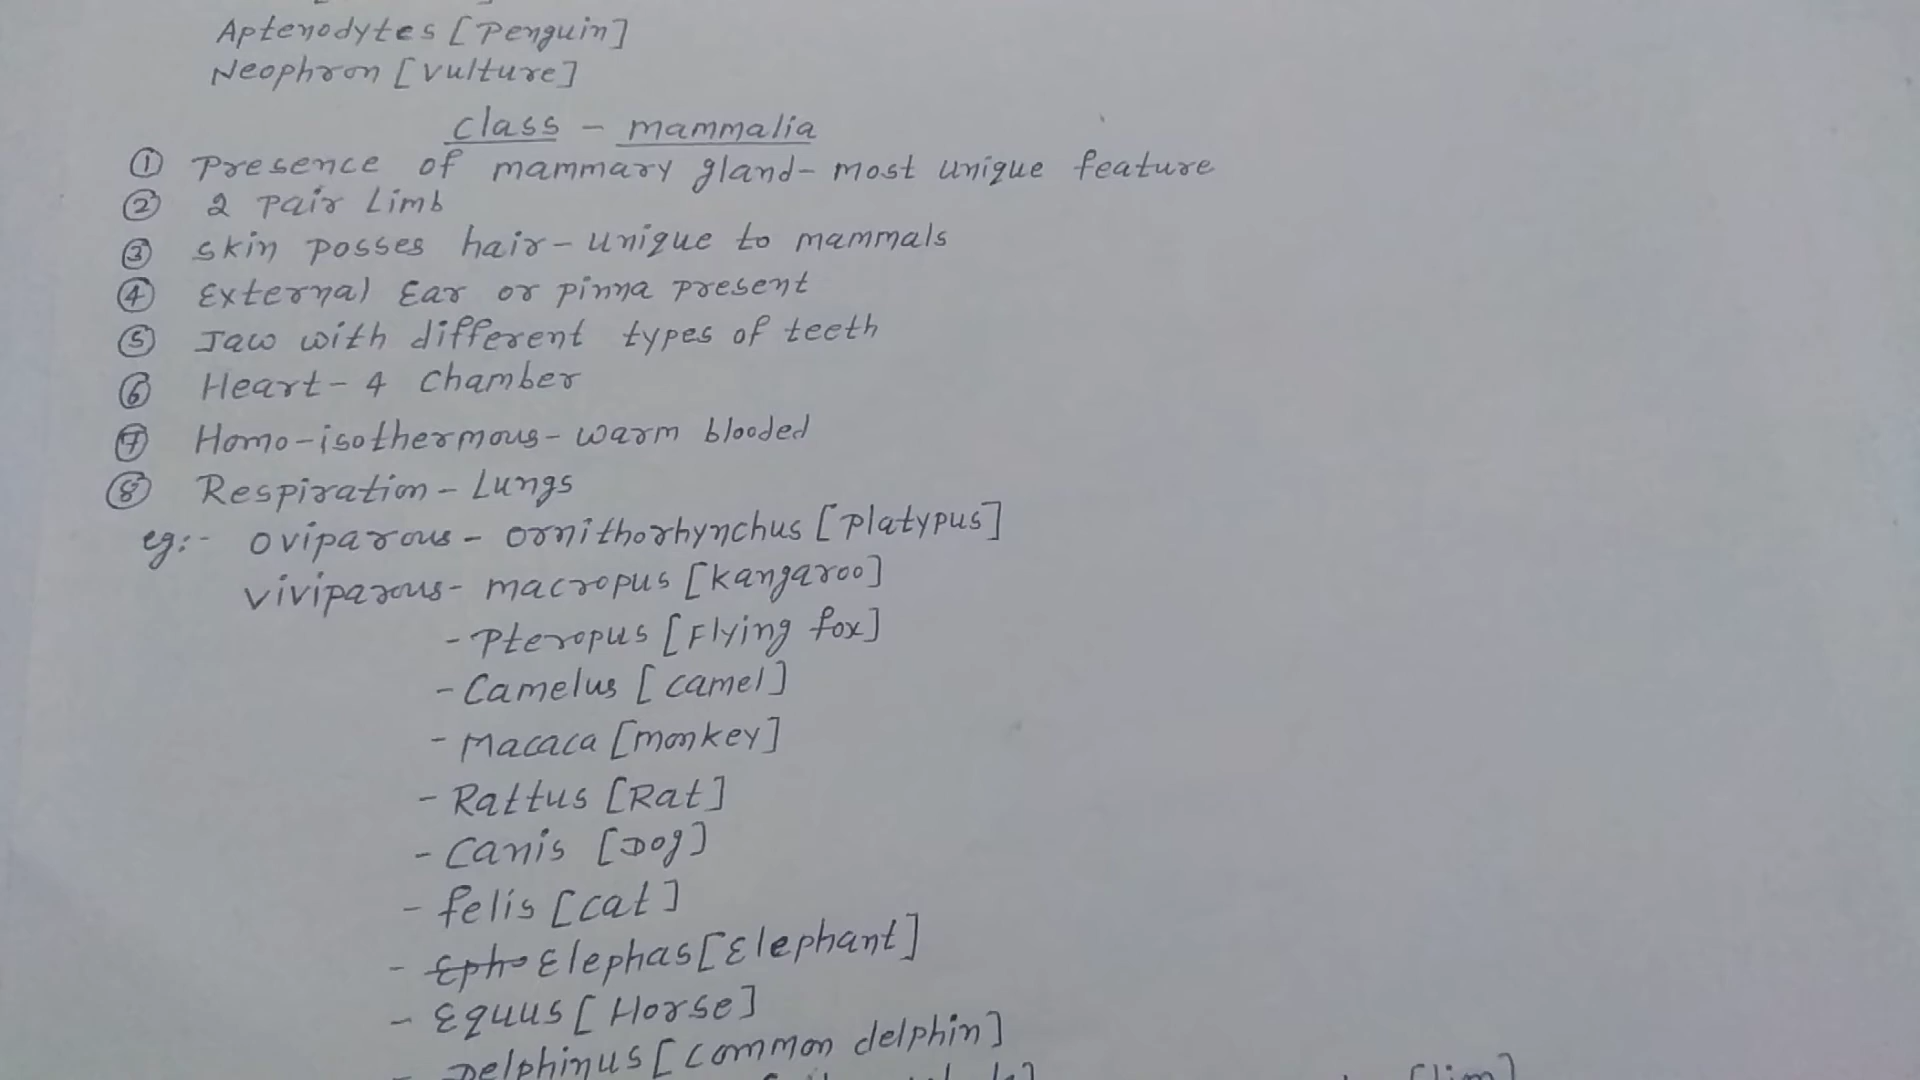 Aptenodytes [Penguin]
Neophron [Vulture]
Class - mammalia
① Presence of mammary gland- most unique feature
② 2 Pair Limb
③ Skin posses hair- unique to mammals
④ External Ear or pinna present
⑤ Jaw with different types of teeth
⑥ Heart- 4 Chamber
⑦ Homo-isothermous- warm blooded
⑧ Respiration - Lungs
eg:- Oviparous - Ornithorhynchus [Platypus]
Viviparous- macropus [kangaroo]
- Pteropus [Flying fox]
- Camelus [camel]
- Macaca [monkey]
- Rattus [Rat]
- Canis [Dog]
- felis [cat]
- Epho Elephas [Elephant]
- Equus [Horse]
- Delphinus [common delphin]